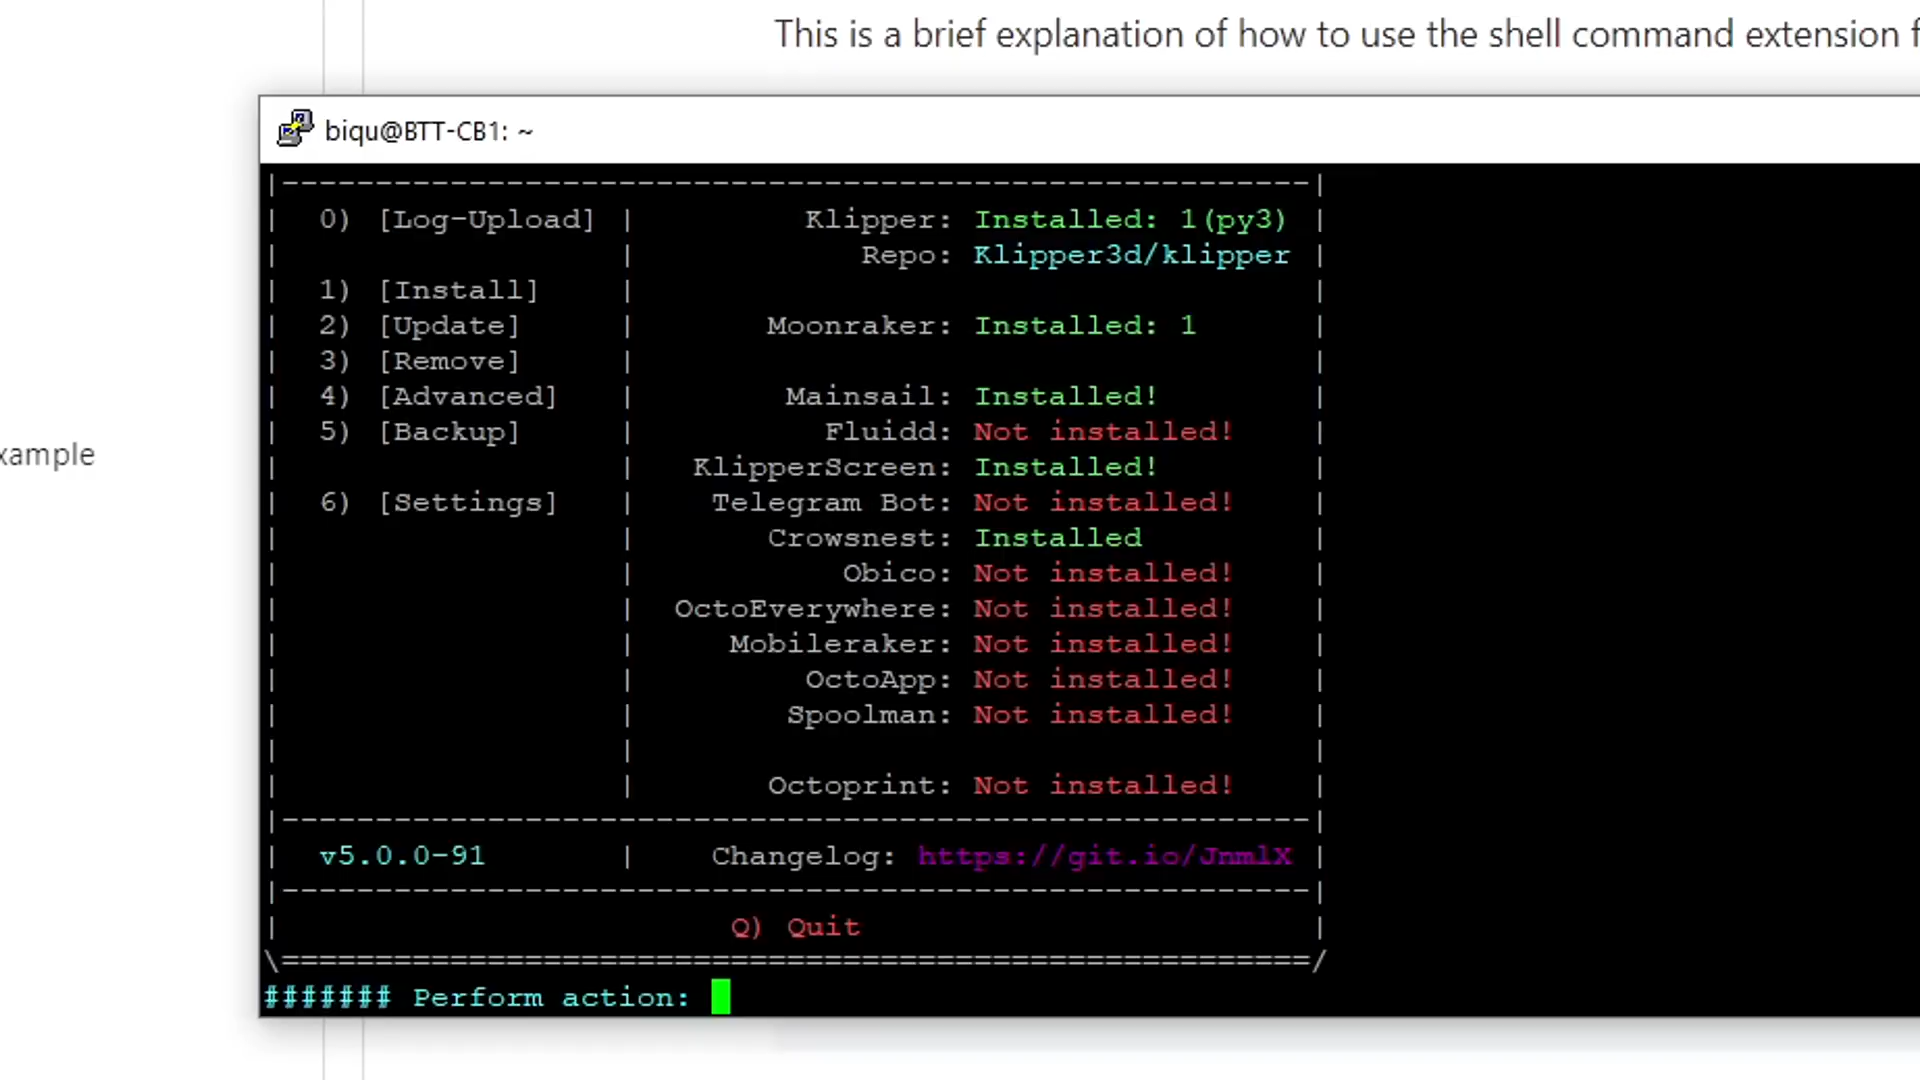 This is a brief explanation of how to use the shell command extension f
biqu@BTT-CB1: ~
|-------------------------------------------------------|
| 0) [Log-Upload] | Klipper: Installed: 1(py3) |
| | Repo: Klipper3d/klipper |
| 1) [Install] | |
| 2) [Update] | Moonraker: Installed: 1 |
| 3) [Remove] | |
| 4) [Advanced] | Mainsail: Installed! |
| 5) [Backup] | Fluidd: Not installed! |
xample
| | KlipperScreen: Installed! |
| 6) [Settings] | Telegram Bot: Not installed! |
| | Crowsnest: Installed |
| | Obico: Not installed! |
| | OctoEverywhere: Not installed! |
| | Mobileraker: Not installed! |
| | OctoApp: Not installed! |
| | Spoolman: Not installed! |
| | |
| | Octoprint: Not installed! |
|-------------------------------------------------------|
| v5.0.0-91 | Changelog: https://git.io/JnmlX |
|-------------------------------------------------------|
| Q) Quit |
\=======================================================/
####### Perform action: